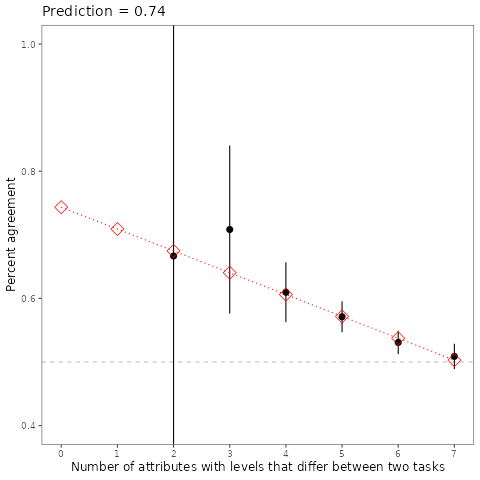 Prediction = 0.74
1.0
0.8
0.6
0.4
Percent agreement
0 1 2 3 4 5 6 7
Number of attributes with levels that differ between two tasks